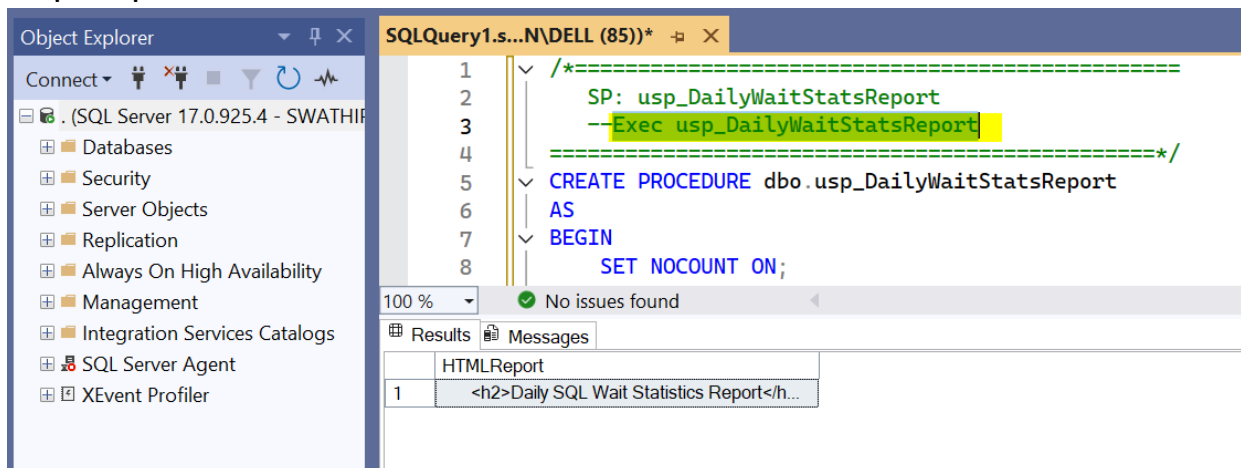 Object Explorer
Connect
. (SQL Server 17.0.925.4 - SWATHIF
Databases
Security
Server Objects
Replication
Always On High Availability
Management
Integration Services Catalogs
SQL Server Agent
XEvent Profiler
SQLQuery1.s...N\DELL (85))*
1 /*================================================
2 SP: usp_DailyWaitStatsReport
3 --Exec usp_DailyWaitStatsReport
4 ================================================*/
5 CREATE PROCEDURE dbo.usp_DailyWaitStatsReport
6 AS
7 BEGIN
8 SET NOCOUNT ON;
100 % No issues found
Results Messages
HTMLReport
1 <h2>Daily SQL Wait Statistics Report</h...